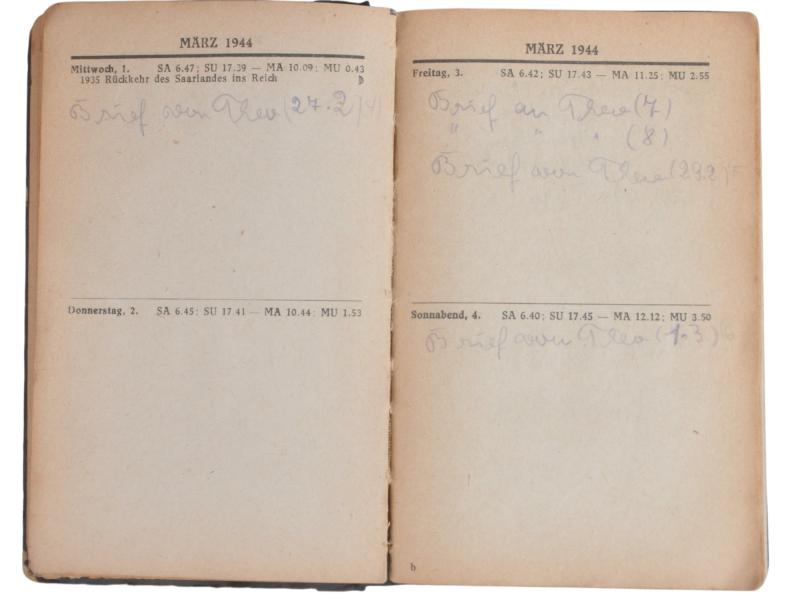 MÄRZ 1944
Mittwoch, 1. SA 6.47; SU 17.39 — MA 10.09; MU 0.43
1935 Rückkehr des Saarlandes ins Reich
Brief von Theo (27.2) (4)
Donnerstag, 2. SA 6.45; SU 17.41 — MA 10.44; MU 1.53
MÄRZ 1944
Freitag, 3. SA 6.42; SU 17.43 — MA 11.25; MU 2.55
Brief an Theo (7)
" " " (8)
Brief von Theo (29.2)
Sonnabend, 4. SA 6.40; SU 17.45 — MA 12.12; MU 3.50
Brief von Theo (1.3)
b